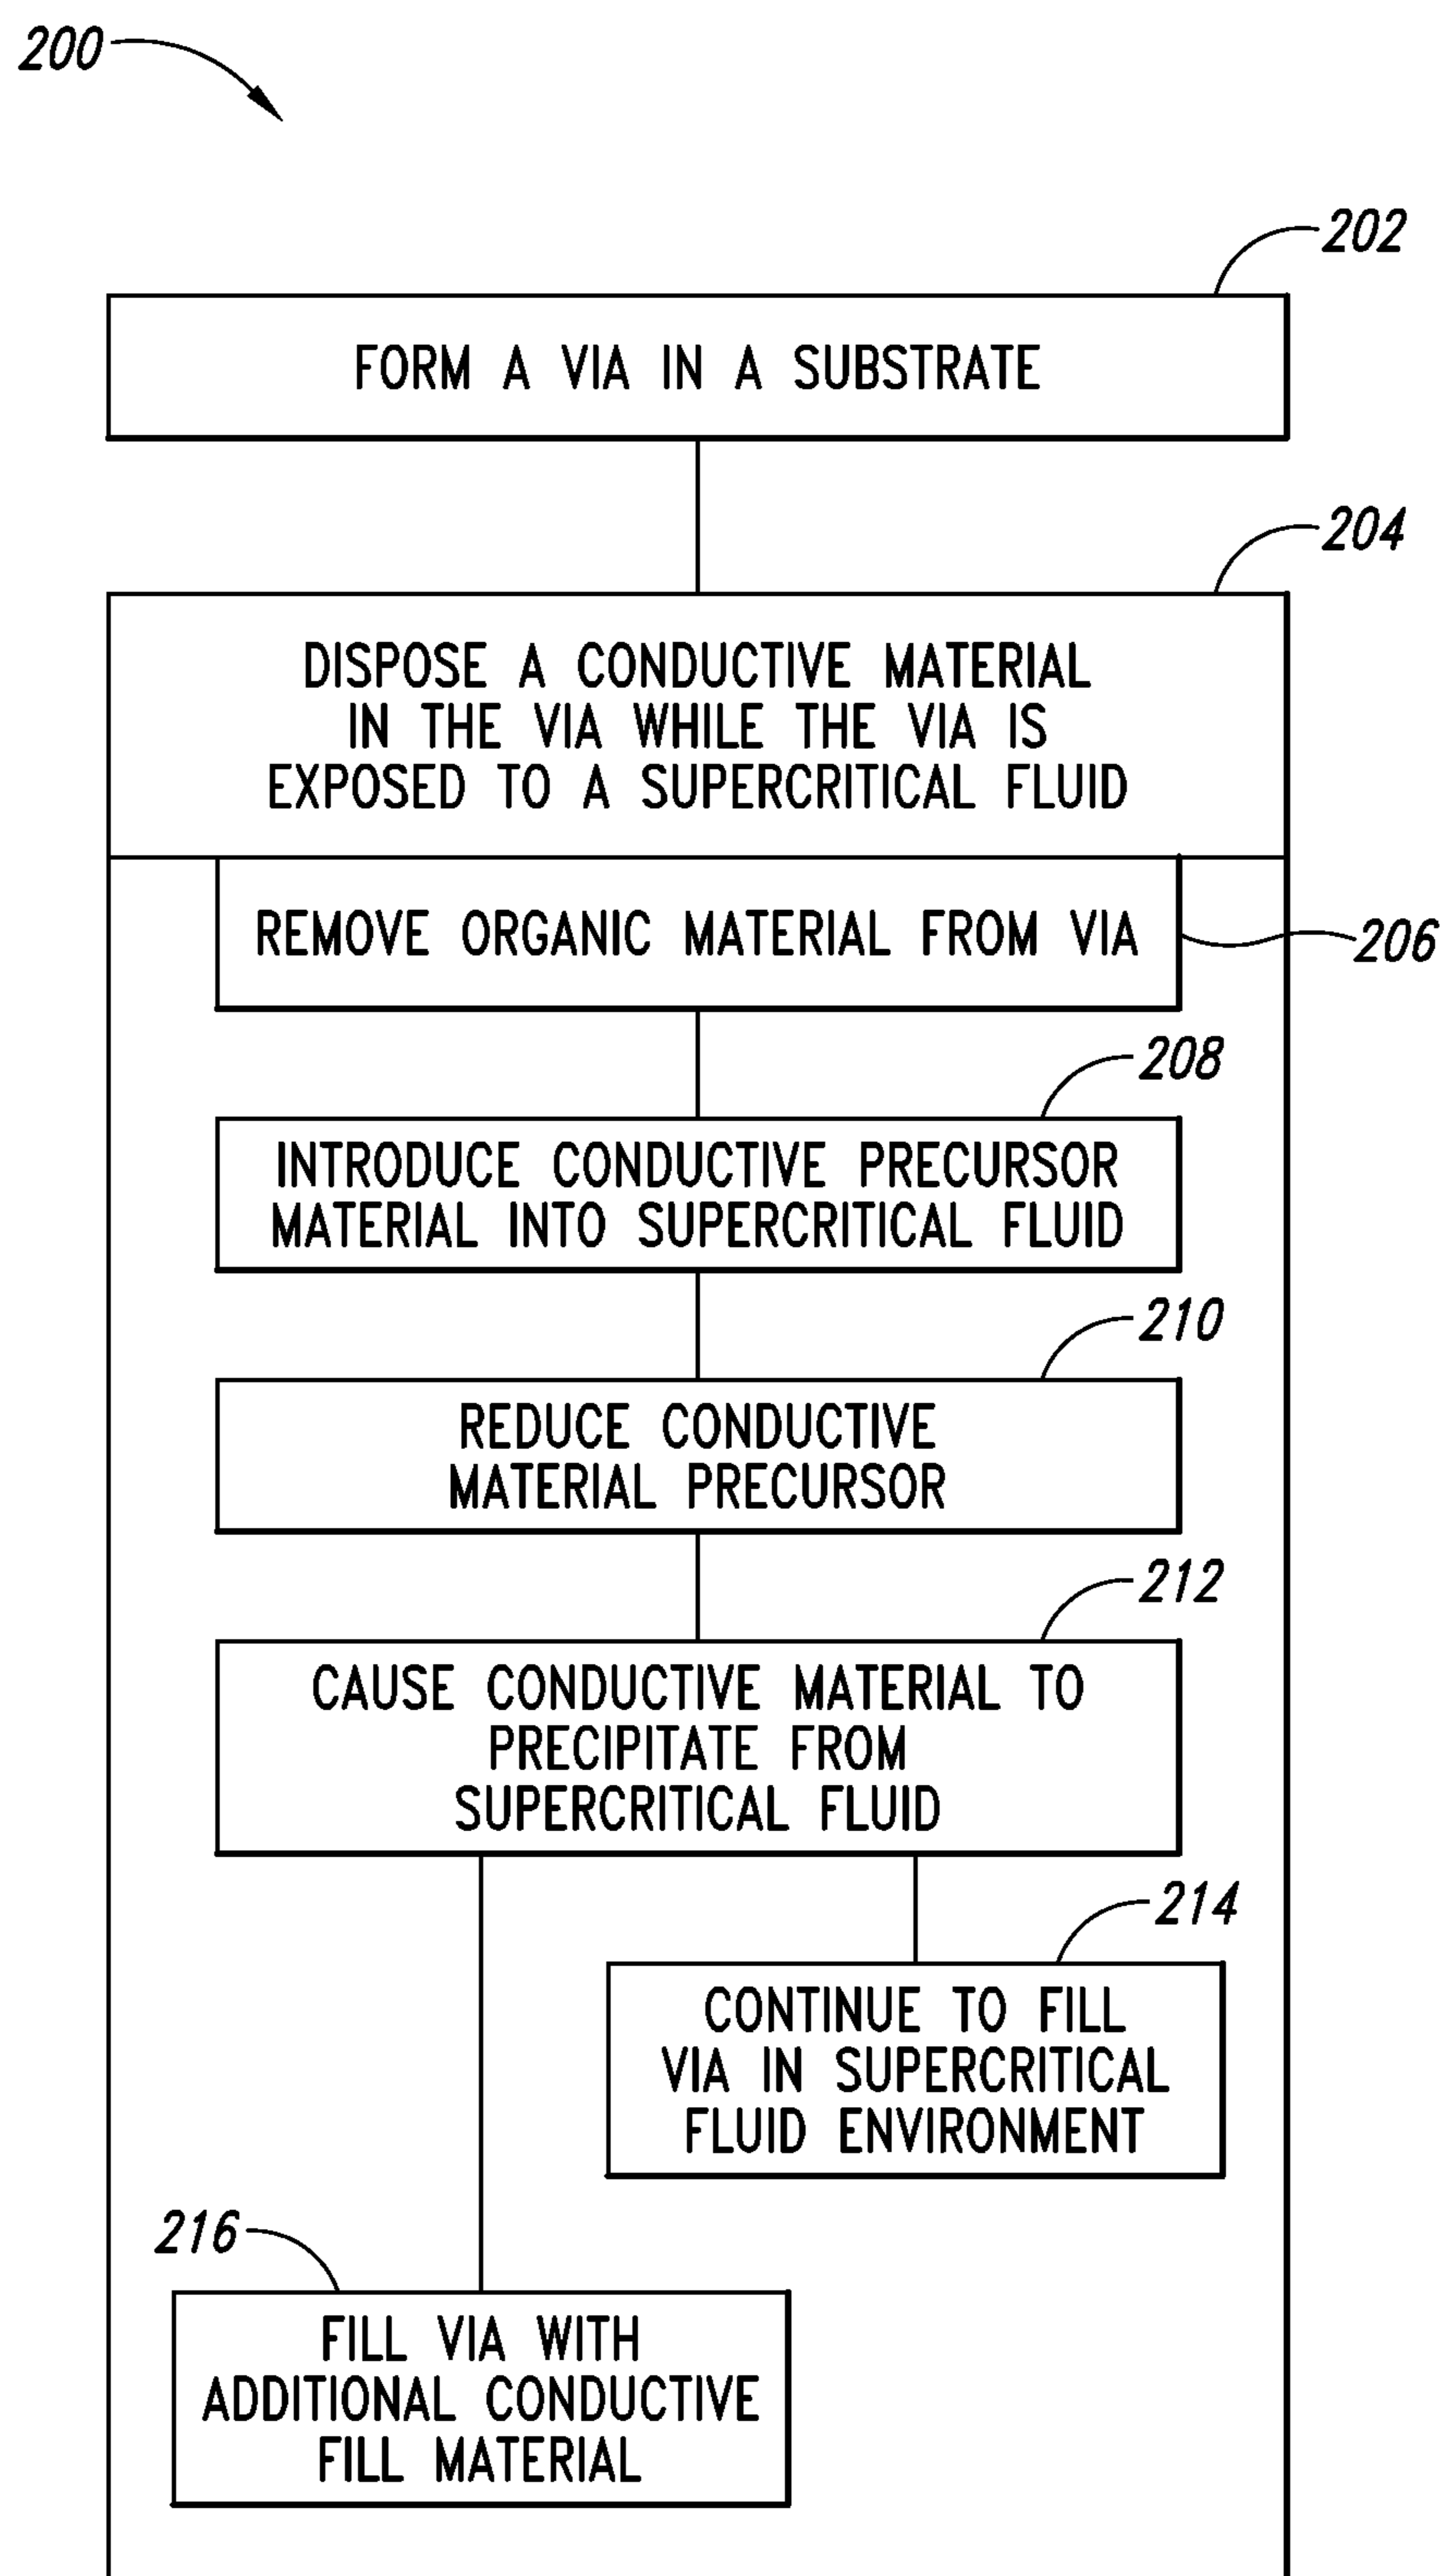 200
202
FORM A VIA IN A SUBSTRATE
204
DISPOSE A CONDUCTIVE MATERIAL
IN THE VIA WHILE THE VIA IS
EXPOSED TO A SUPERCRITICAL FLUID
REMOVE ORGANIC MATERIAL FROM VIA
206
208
INTRODUCE CONDUCTIVE PRECURSOR
MATERIAL INTO SUPERCRITICAL FLUID
210
REDUCE CONDUCTIVE
MATERIAL PRECURSOR
212
CAUSE CONDUCTIVE MATERIAL TO
PRECIPITATE FROM
SUPERCRITICAL FLUID
214
CONTINUE TO FILL
VIA IN SUPERCRITICAL
FLUID ENVIRONMENT
216
FILL VIA WITH
ADDITIONAL CONDUCTIVE
FILL MATERIAL